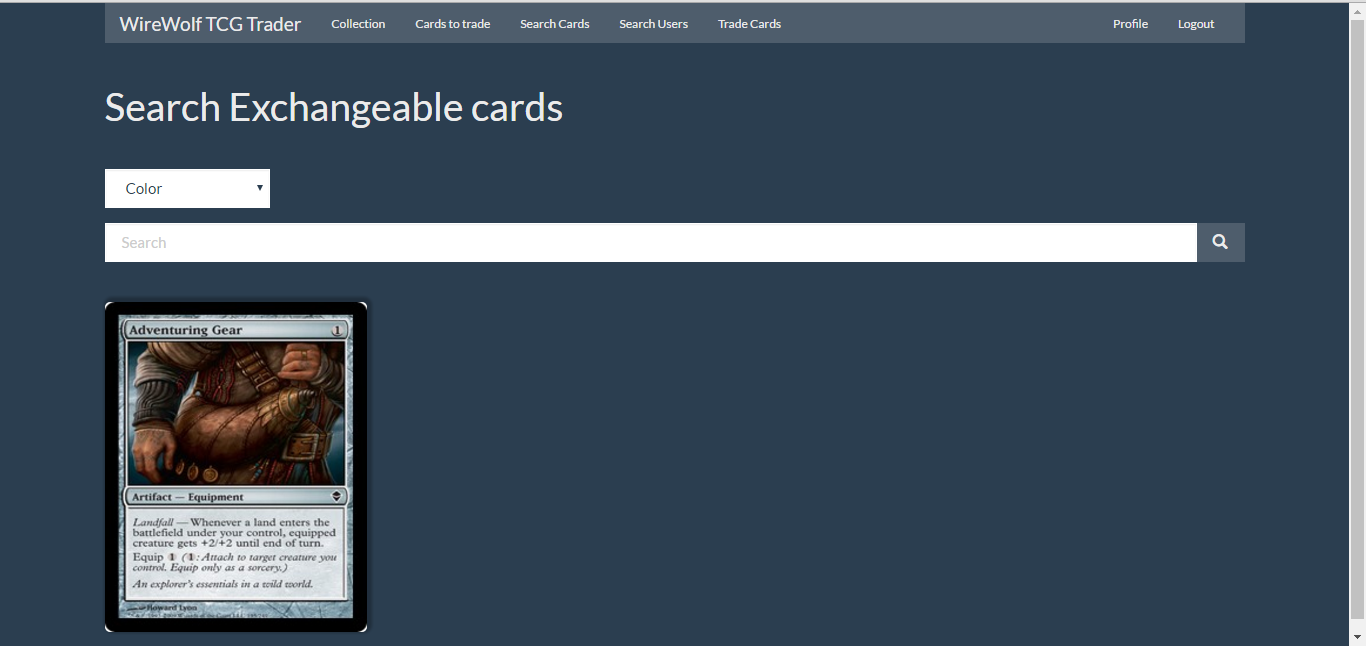 WireWolf TCG Trader Collection Cards to trade Search Cards Search Users Trade Cards Profile Logout
Search Exchangeable cards
Color
Search
Adventuring Gear 1
Artifact — Equipment
Landfall — Whenever a land enters the
battlefield under your control, equipped
creature gets +2/+2 until end of turn.
Equip 1 (1: Attach to target creature you
control. Equip only as a sorcery.)
An explorer's essentials in a wild world.
Howard Lyon